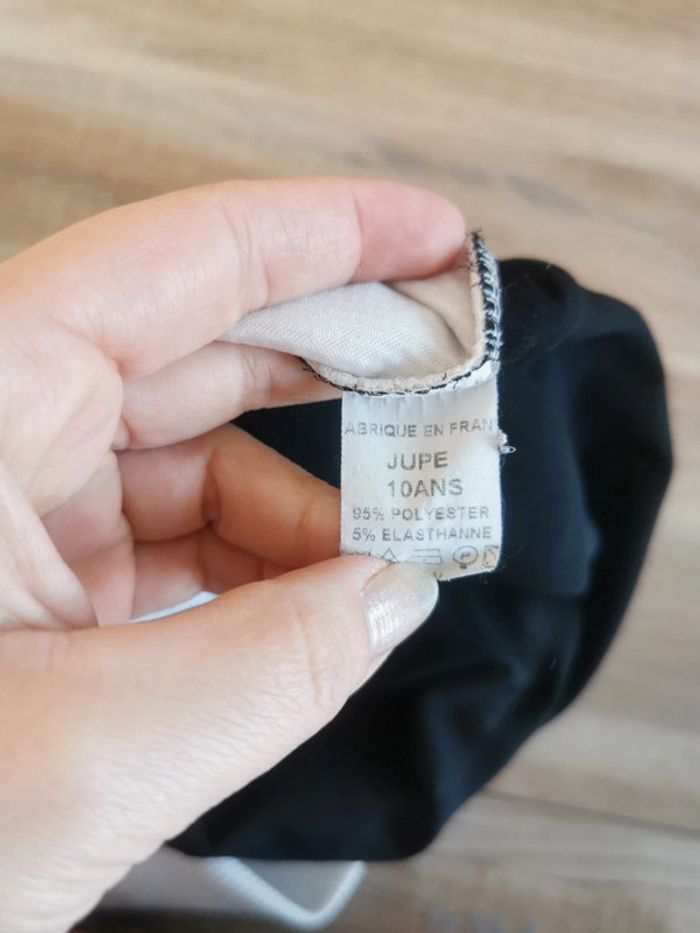 ABRIQUE EN FRAN
JUPE
10ANS
95% POLYESTER
5% ELASTHANNE
P